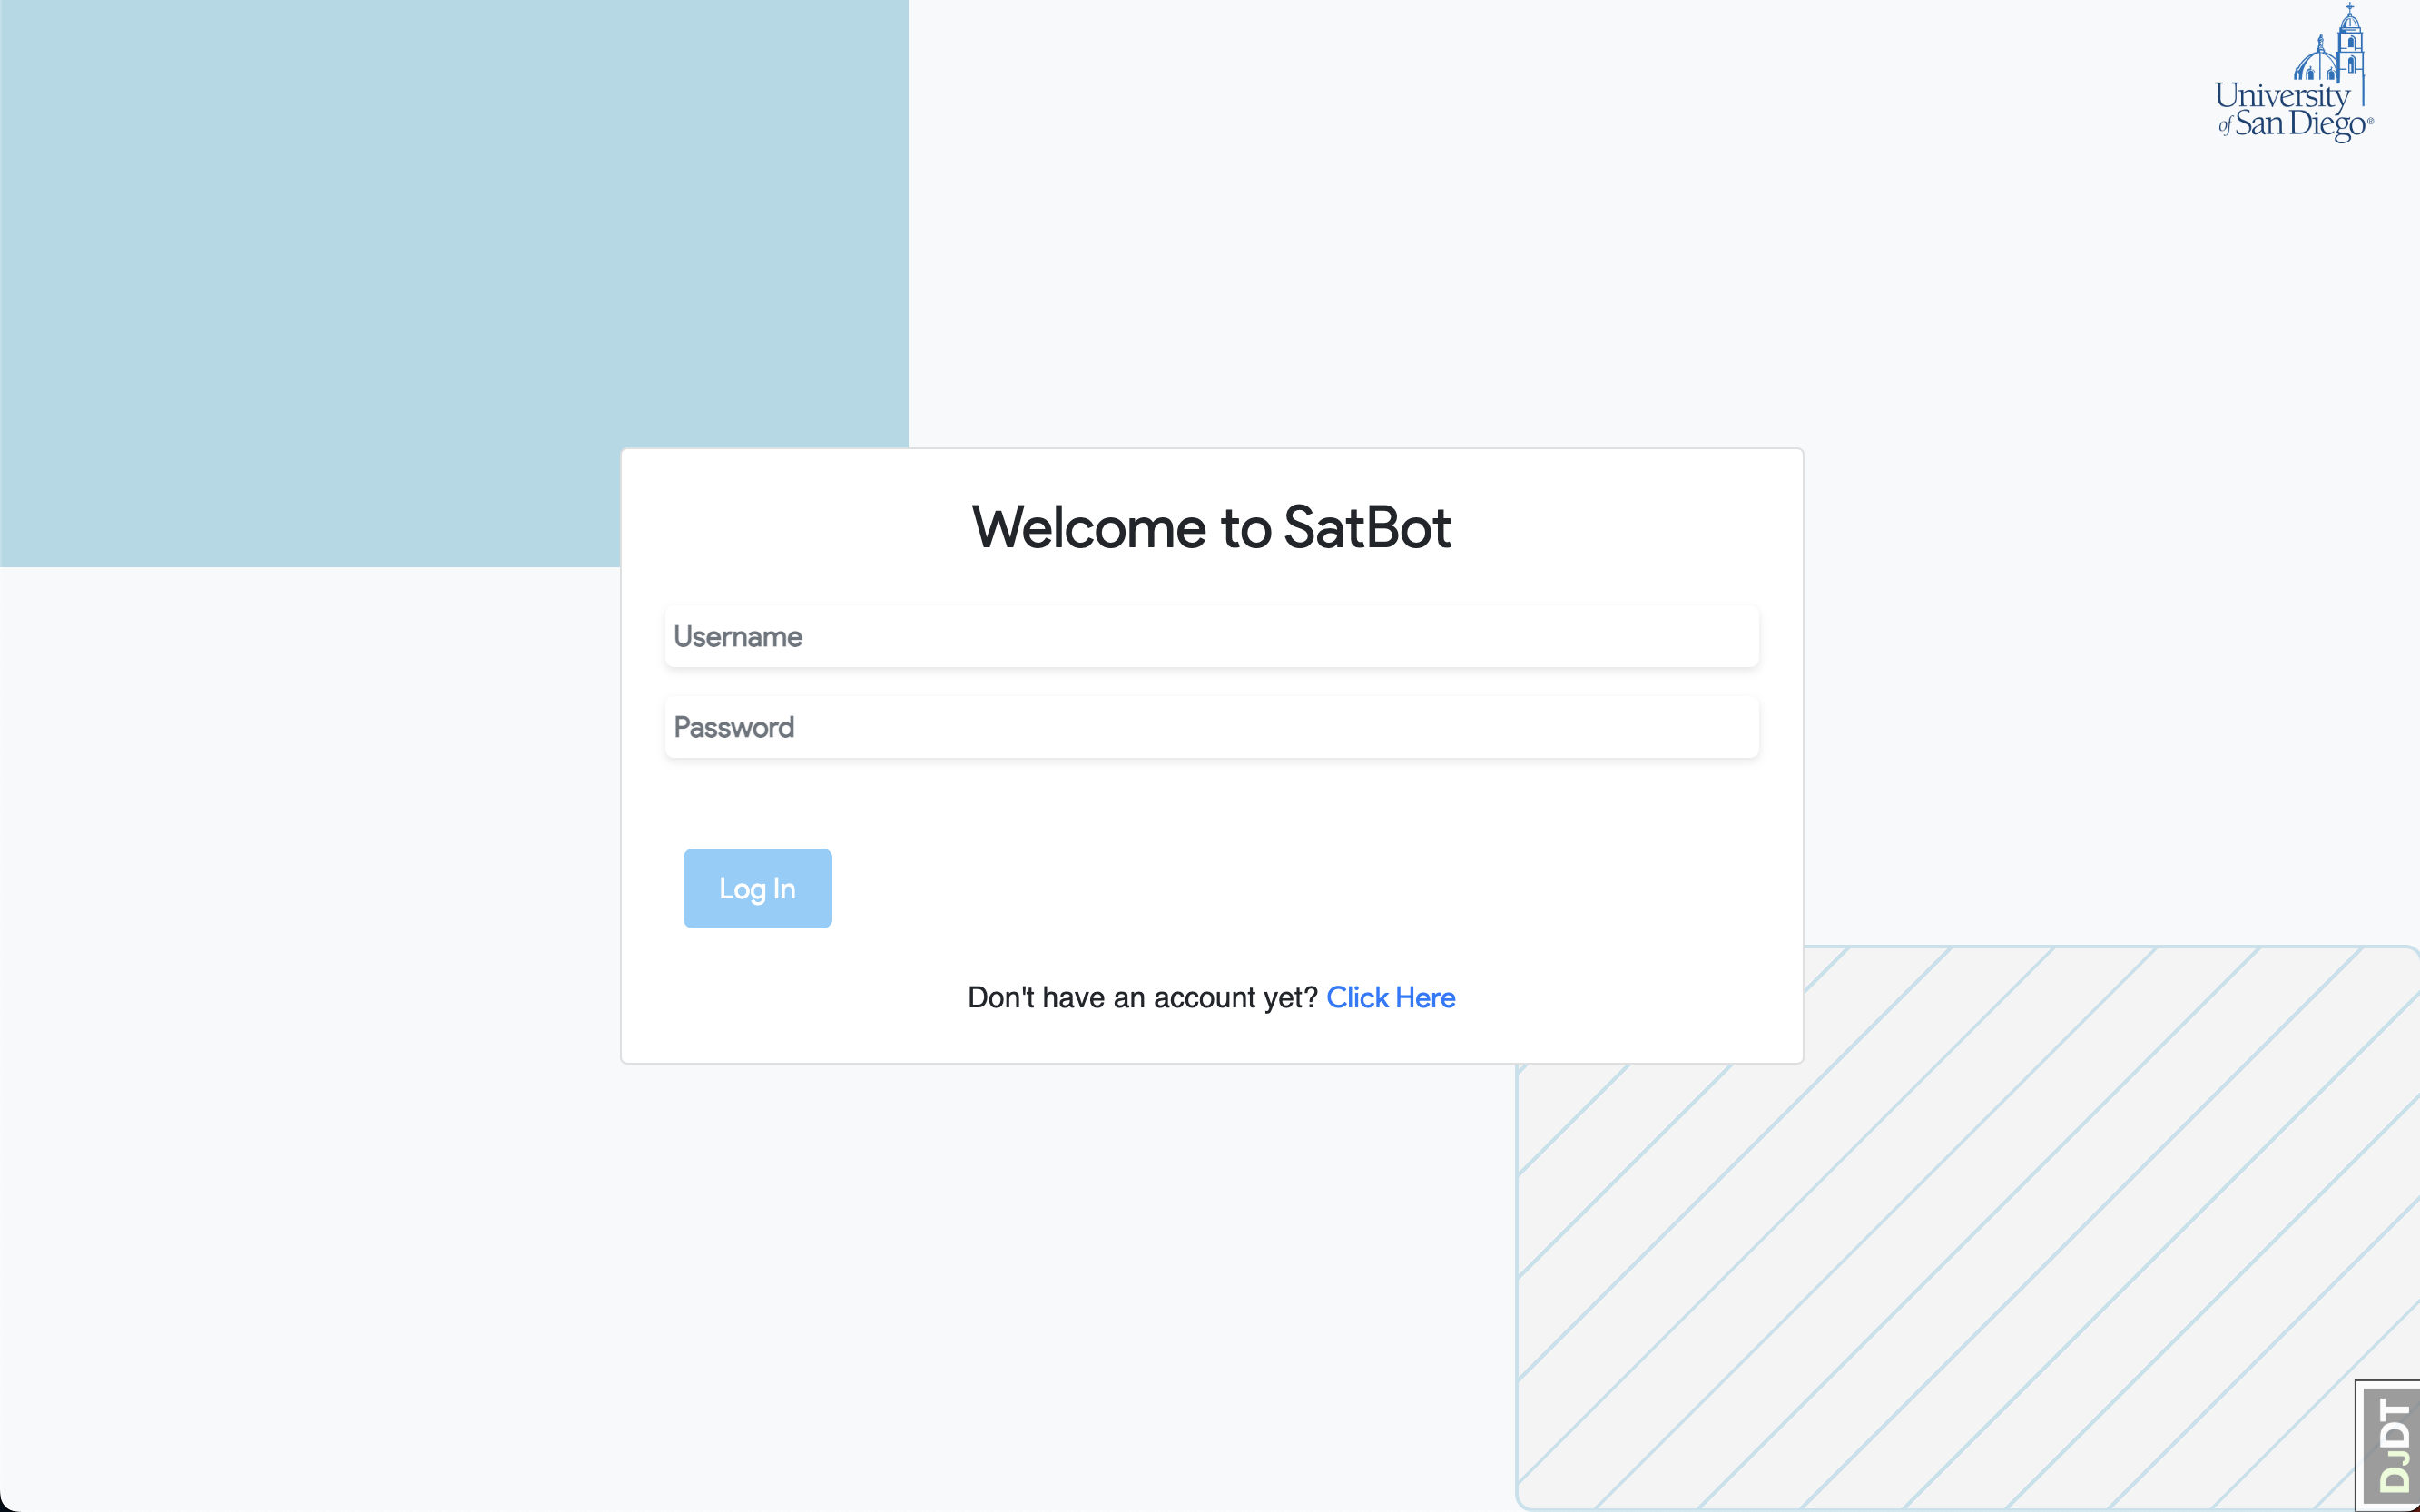 University
of San Diego®
Welcome to SatBot
Username
Password
Log In
Don't have an account yet? Click Here
DJDT